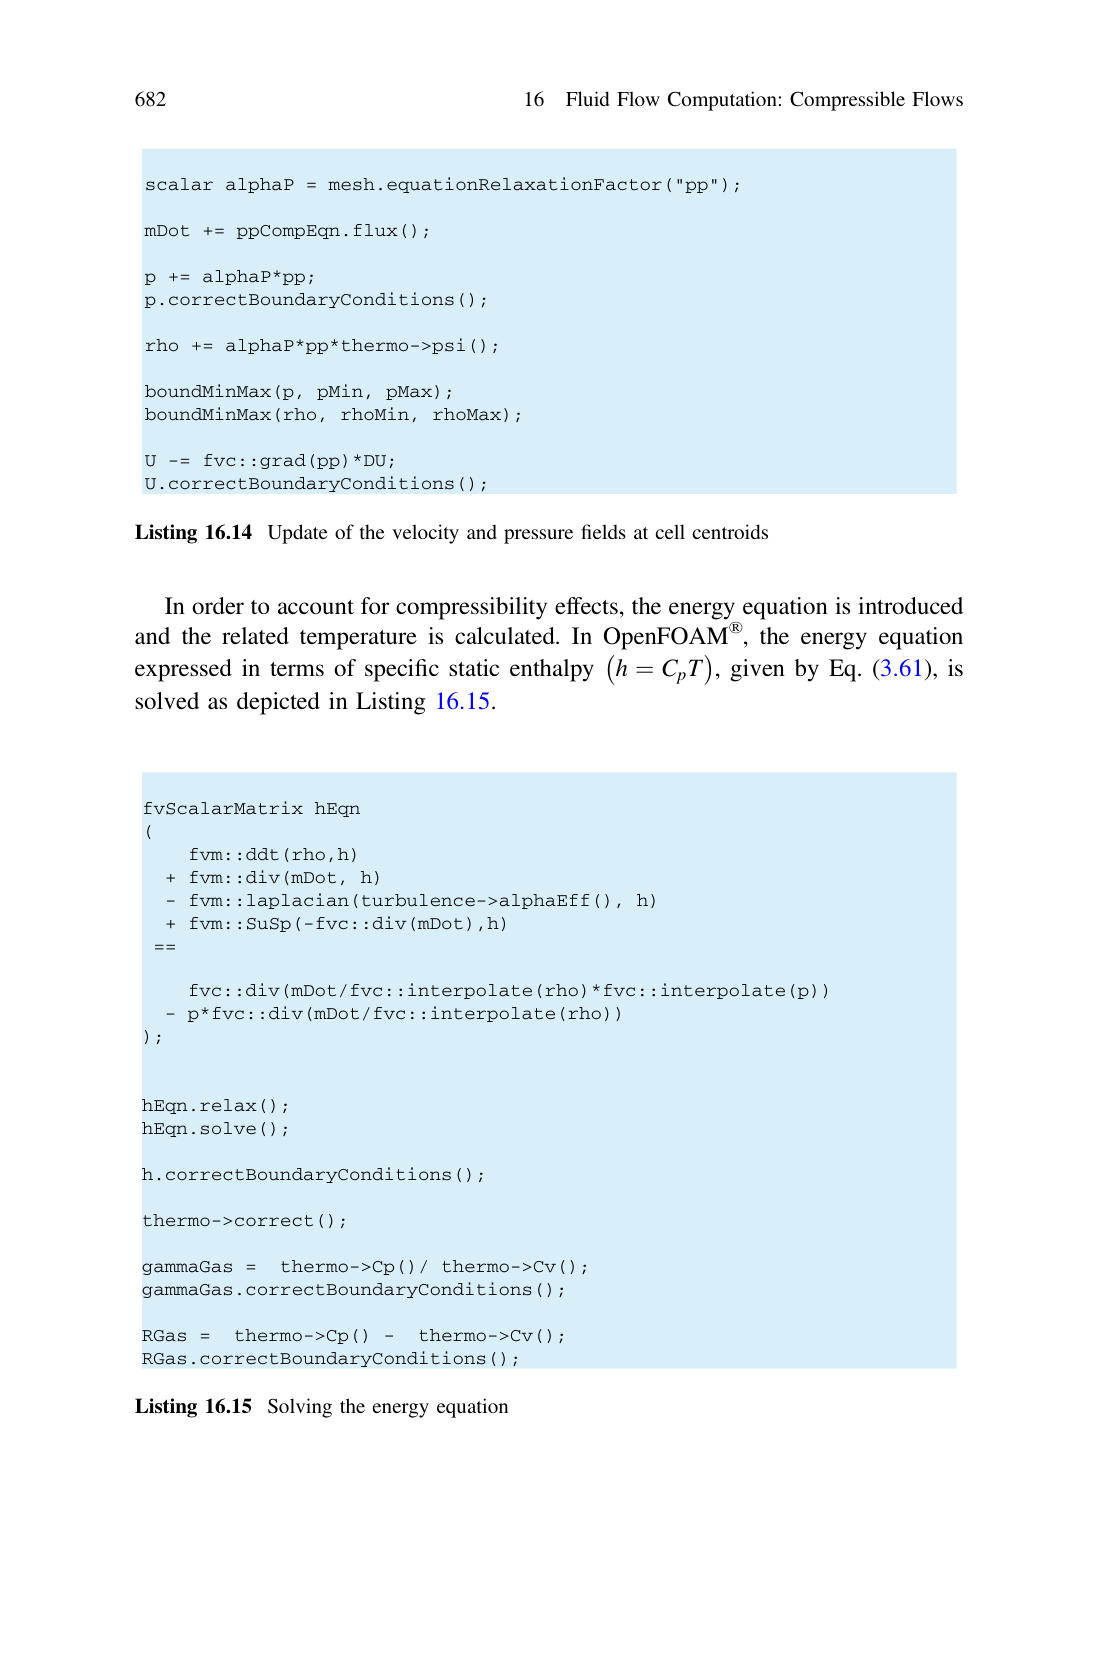 682
16 Fluid Flow Computation: Compressible Flows
scalar alphaP = mesh.equationRelaxationFactor("pp");
mDot += ppCompEqn.flux();
p += alphaP*pp;
p.correctBoundaryConditions();
rho += alphaP*pp*thermo->psi();
boundMinMax(p, pMin, pMax);
boundMinMax(rho, rhoMin, rhoMax);
U -= fvc::grad(pp)*DU;
U.correctBoundaryConditions();
Listing 16.14 Update of the velocity and pressure fields at cell centroids
In order to account for compressibility effects, the energy equation is introduced
and the related temperature is calculated. In OpenFOAM®, the energy equation
expressed in terms of specific static enthalpy (h = CpT), given by Eq. (3.61), is
solved as depicted in Listing 16.15.
fvScalarMatrix hEqn
(
fvm::ddt(rho,h)
+ fvm::div(mDot, h)
- fvm::laplacian(turbulence->alphaEff(), h)
+ fvm::SuSp(-fvc::div(mDot),h)
==
fvc::div(mDot/fvc::interpolate(rho)*fvc::interpolate(p))
- p*fvc::div(mDot/fvc::interpolate(rho))
);
hEqn.relax();
hEqn.solve();
h.correctBoundaryConditions();
thermo->correct();
gammaGas =  thermo->Cp()/ thermo->Cv();
gammaGas.correctBoundaryConditions();
RGas =  thermo->Cp() -  thermo->Cv();
RGas.correctBoundaryConditions();
Listing 16.15 Solving the energy equation